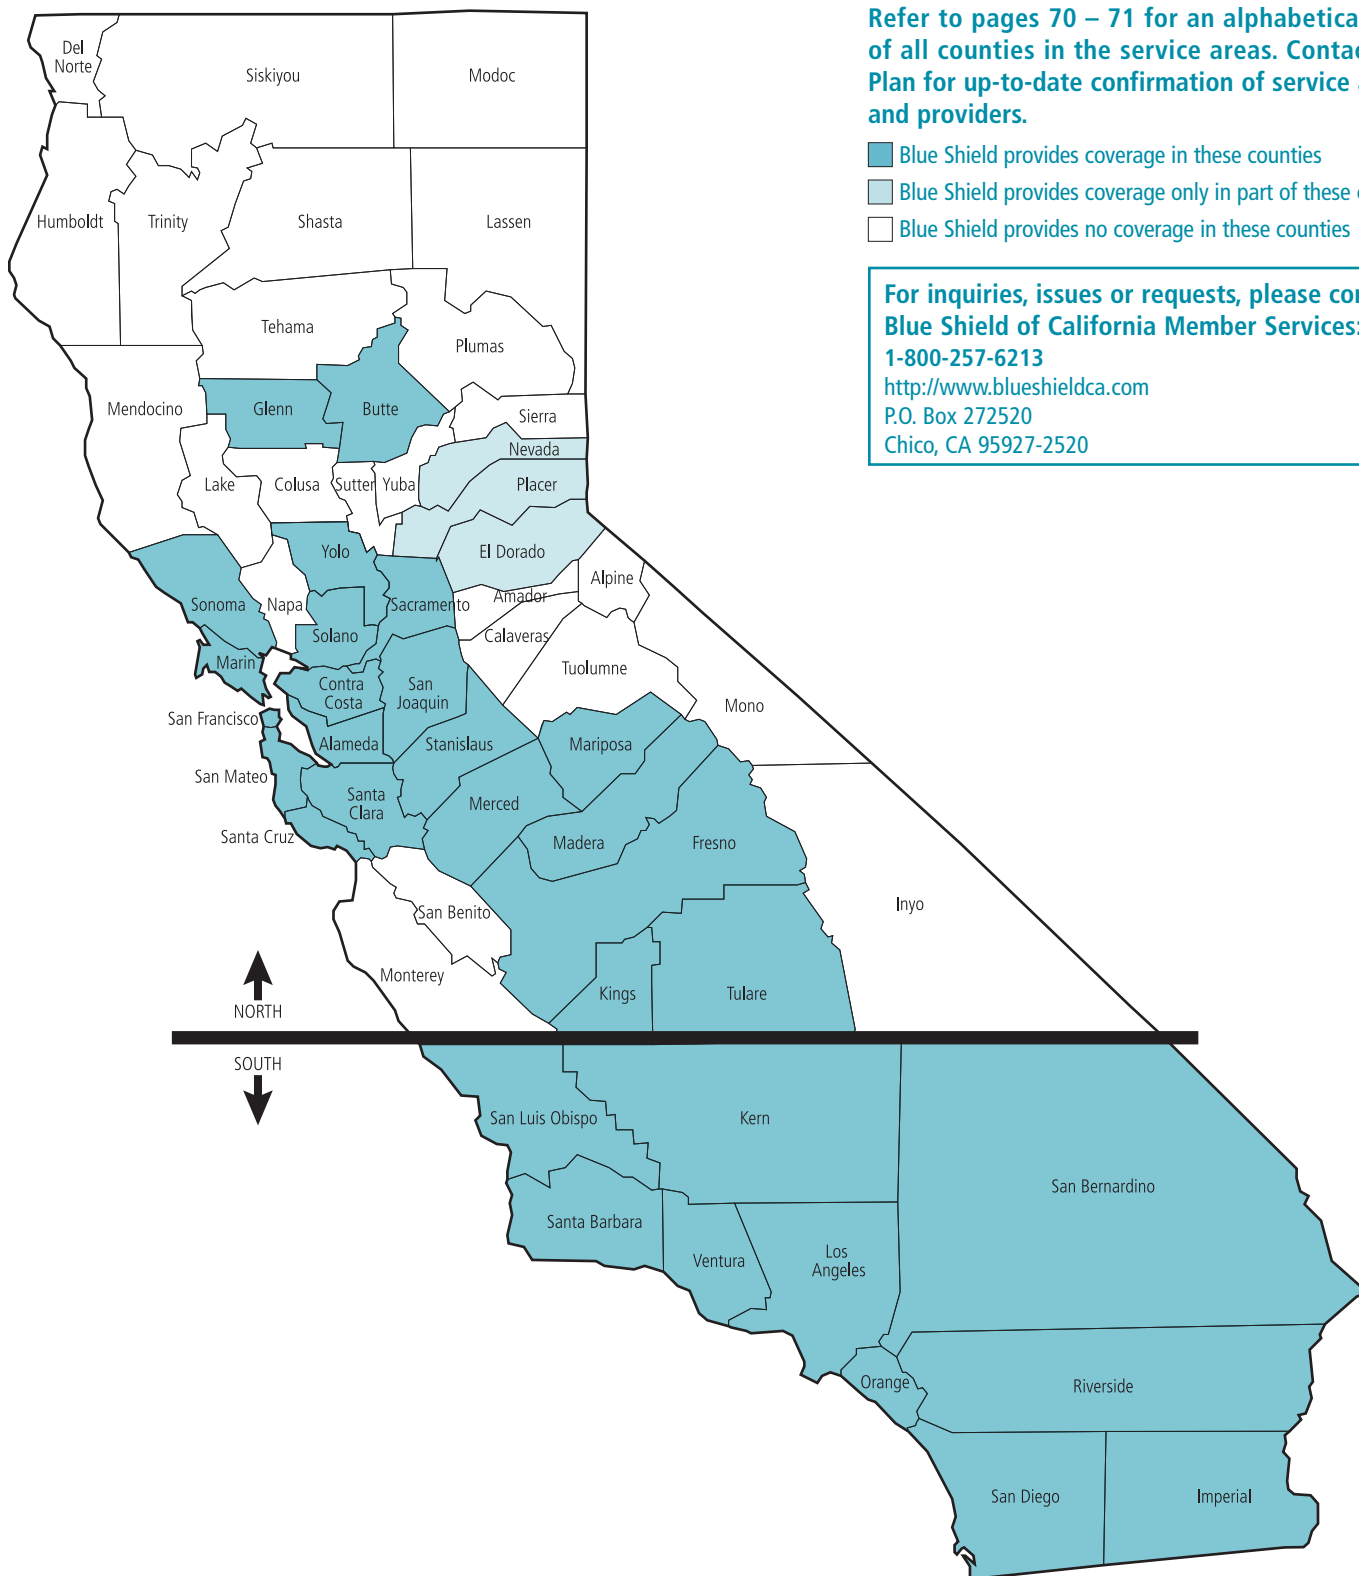 Refer to pages 70 – 71 for an alphabetica
of all counties in the service areas. Contac
Plan for up-to-date confirmation of service
and providers.
Blue Shield provides coverage in these counties
Blue Shield provides coverage only in part of these
Blue Shield provides no coverage in these counties
For inquiries, issues or requests, please con
Blue Shield of California Member Services:
1-800-257-6213
http://www.blueshieldca.com
P.O. Box 272520
Chico, CA 95927-2520
Del
Norte
Siskiyou
Modoc
Humboldt
Trinity
Shasta
Lassen
Tehama
Plumas
Mendocino
Glenn
Butte
Sierra
Nevada
Lake
Colusa
Sutter
Yuba
Placer
Yolo
El Dorado
Alpine
Sonoma
Napa
Sacramento
Amador
Solano
Calaveras
Marin
Tuolumne
Contra
Costa
San
Joaquin
Mono
San Francisco
Alameda
Stanislaus
Mariposa
San Mateo
Santa
Clara
Merced
Santa Cruz
Madera
Fresno
San Benito
Inyo
Monterey
Kings
Tulare
NORTH
SOUTH
San Luis Obispo
Kern
San Bernardino
Santa Barbara
Ventura
Los
Angeles
Orange
Riverside
San Diego
Imperial